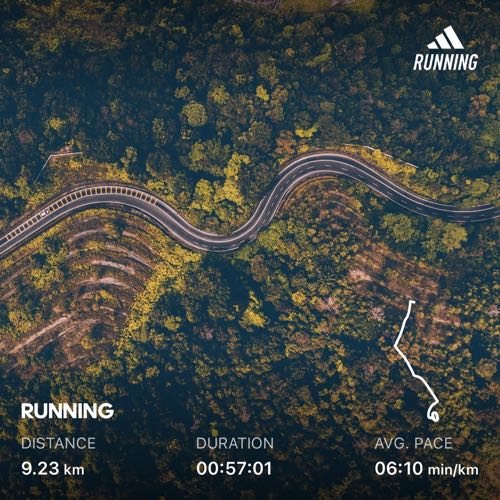 RUNNING
RUNNING
DISTANCE DURATION AVG. PACE
9.23 km 00:57:01 06:10 min/km